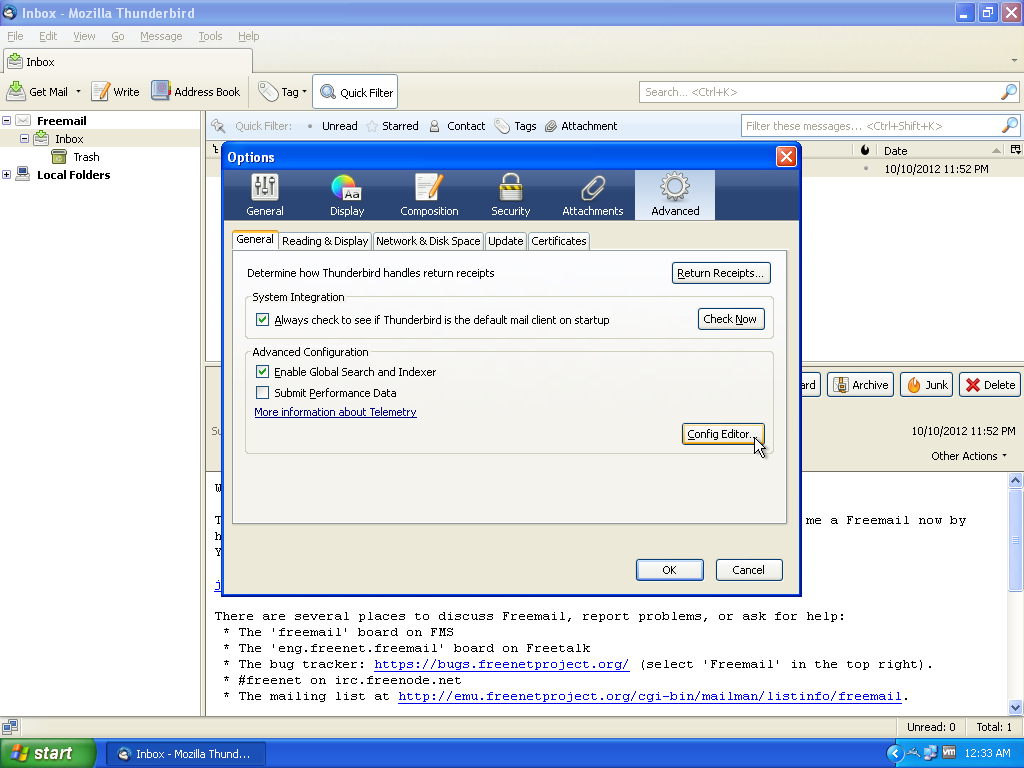 Inbox - Mozilla Thunderbird
File Edit View Go Message Tools Help
Inbox
Get Mail Write Address Book Tag Quick Filter Search... <Ctrl+K>
Freemail
Inbox
Trash
Local Folders
Quick Filter: Unread Starred Contact Tags Attachment Filter these messages... <Ctrl+Shift+K>
Date
10/10/2012 11:52 PM
Options
General Display Composition Security Attachments Advanced
General Reading & Display Network & Disk Space Update Certificates
Determine how Thunderbird handles return receipts Return Receipts...
System Integration
Always check to see if Thunderbird is the default mail client on startup Check Now
Advanced Configuration
Enable Global Search and Indexer
Submit Performance Data
More information about Telemetry
Config Editor...
OK Cancel
Archive Junk Delete
10/10/2012 11:52 PM
Other Actions
me a Freemail now by
There are several places to discuss Freemail, report problems, or ask for help:
* The 'freemail' board on FMS
* The 'eng.freenet.freemail' board on Freetalk
* The bug tracker: https://bugs.freenetproject.org/ (select 'Freemail' in the top right).
* #freenet on irc.freenode.net
* The mailing list at http://emu.freenetproject.org/cgi-bin/mailman/listinfo/freemail.
Unread: 0 Total: 1
start Inbox - Mozilla Thund... 12:33 AM